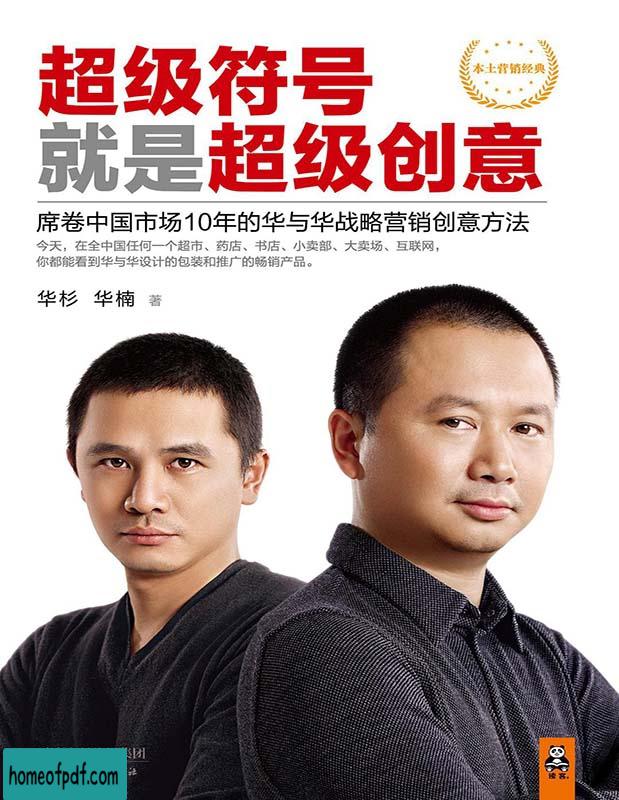 超级符号
本土营销经典
就是超级创意
席卷中国市场10年的华与华战略营销创意方法
今天，在全中国任何一个超市、药店、书店、小卖部、大卖场、互联网，
你都能看到华与华设计的包装和推广的畅销产品。
华杉 华楠 著
集团
homeofpdf.com
读客